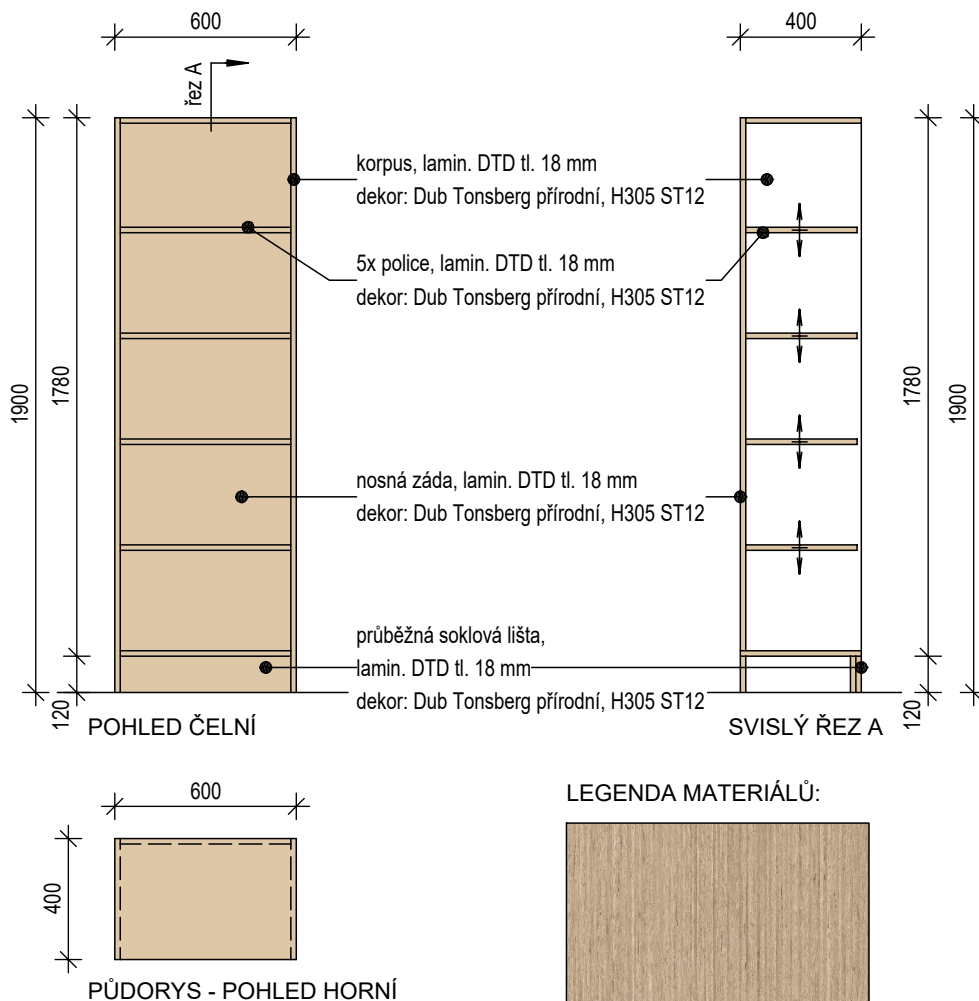 600
400
řez A
1900
1780
korpus, lamin. DTD tl. 18 mm
dekor: Dub Tonsberg přírodní, H305 ST12
5x police, lamin. DTD tl. 18 mm
dekor: Dub Tonsberg přírodní, H305 ST12
nosná záda, lamin. DTD tl. 18 mm
dekor: Dub Tonsberg přírodní, H305 ST12
průběžná soklová lišta,
lamin. DTD tl. 18 mm
dekor: Dub Tonsberg přírodní, H305 ST12
1780
1900
120
120
POHLED ČELNÍ
SVISLÝ ŘEZ A
600
400
PŮDORYS - POHLED HORNÍ
LEGENDA MATERIÁLŮ: